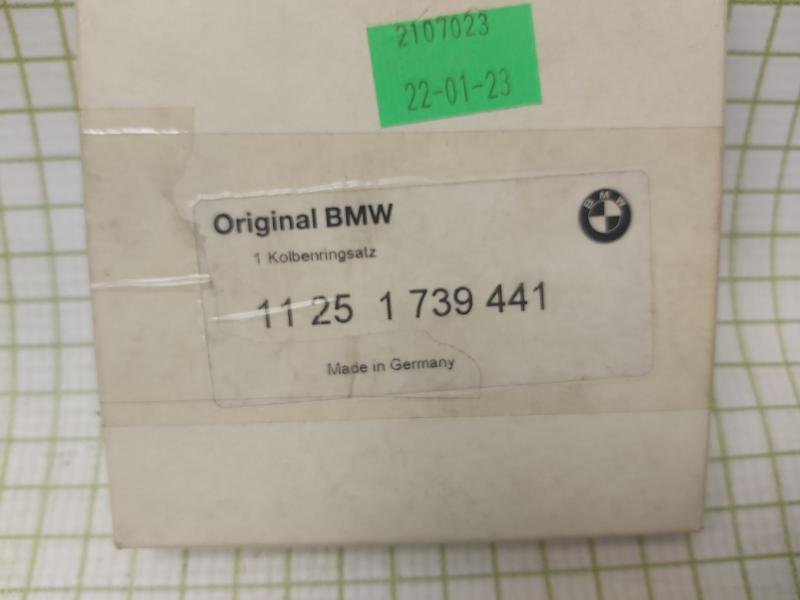 2107023
22-01-23
Original BMW
BMW
1 Kolbenringsatz
11 25 1 739 441
Made in Germany